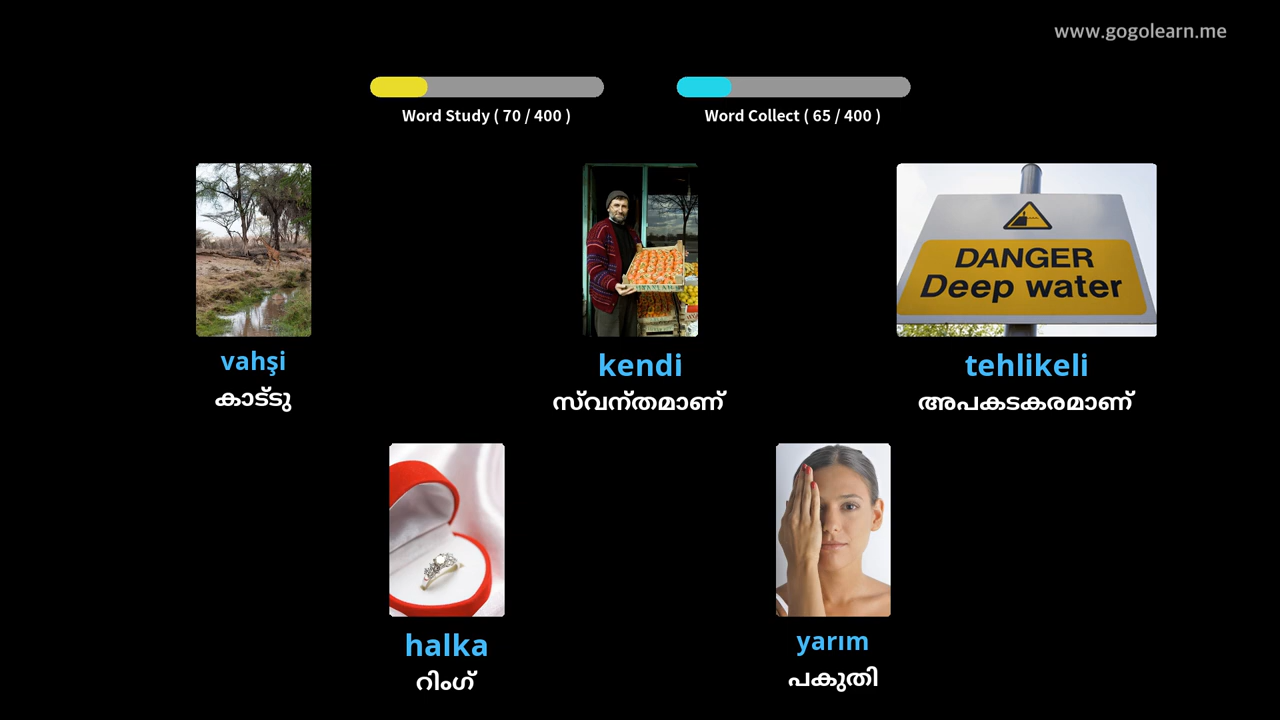 www.gogolearn.me
Word Study ( 70 / 400 )
Word Collect ( 65 / 400 )
DANGER
Deep water
vahşi
കാട്ടു
kendi
സ്വന്തമാണ്
tehlikeli
അപകടകരമാണ്
halka
റിംഗ്
yarım
പകുതി